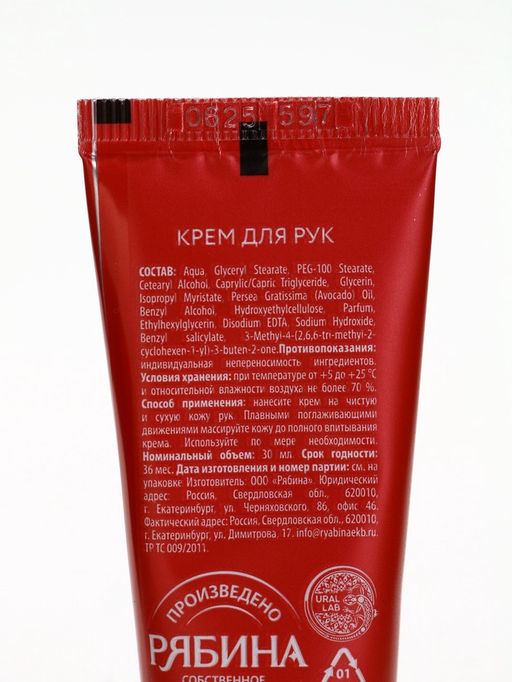 0625 597
КРЕМ ДЛЯ РУК
СОСТАВ: Aqua, Glyceryl Stearate, PEG-100 Stearate,
Cetearyl Alcohol, Caprylic/Capric Triglyceride, Glycerin,
Isopropyl Myristate, Persea Gratissima (Avocado) Oil,
Benzyl Alcohol, Hydroxyethylcellulose, Parfum,
Ethylhexylglycerin, Disodium EDTA, Sodium Hydroxide,
Benzyl salicylate, 3-Methyl-4-(2,6,6-tri-methyl-2-
cyclohexen-1-yl)-3-buten-2-one.Противопоказания:
индивидуальная непереносимость ингредиентов.
Условия хранения: при температуре от +5 до +25 °С
и относительной влажности воздуха не более 70 %.
Способ применения: нанесите крем на чистую
и сухую кожу рук. Плавными поглаживающими
движениями массируйте кожу до полного впитывания
крема. Используйте по мере необходимости.
Номинальный объем: 30 мл. Срок годности:
36 мес. Дата изготовления и номер партии: см. на
упаковке Изготовитель: ООО «Рябина». Юридический
адрес: Россия, Свердловская обл., 620010,
г. Екатеринбург, ул. Черняховского, 86, офис 46.
Фактический адрес: Россия, Свердловская обл., 620010,
г. Екатеринбург, ул. Димитрова, 17. info@ryabinaekb.ru.
ТР ТС 009/2011.
ПРОИЗВЕДЕНО
РЯБИНА
СОБСТВЕННОЕ
URAL
LAB
01